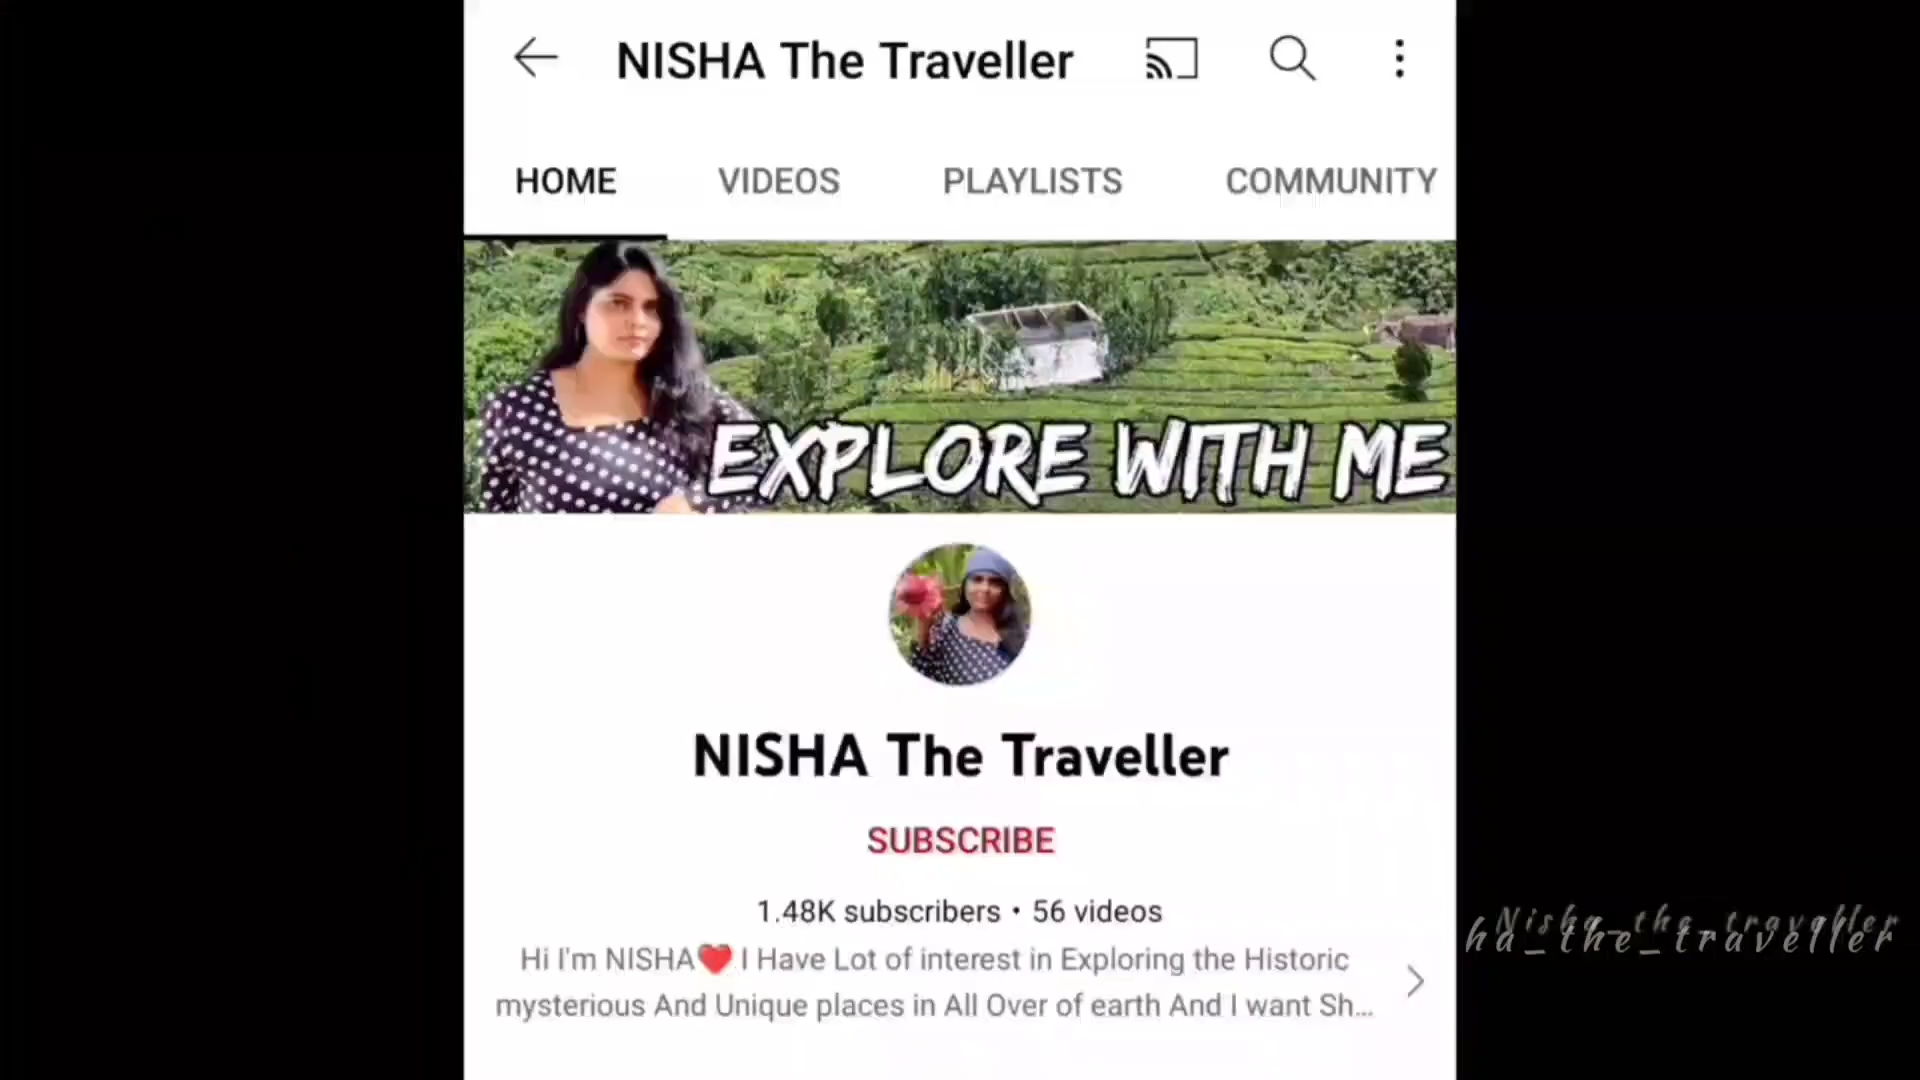 NISHA The Traveller
HOME VIDEOS PLAYLISTS COMMUNITY
EXPLORE WITH ME
NISHA The Traveller
SUBSCRIBE
1.48K subscribers • 56 videos
Hi I'm NISHA❤️ I Have Lot of interest in Exploring the Historic
mysterious And Unique places in All Over of earth And I want Sh...
Nisha_the_traveller
ha_the_traveller